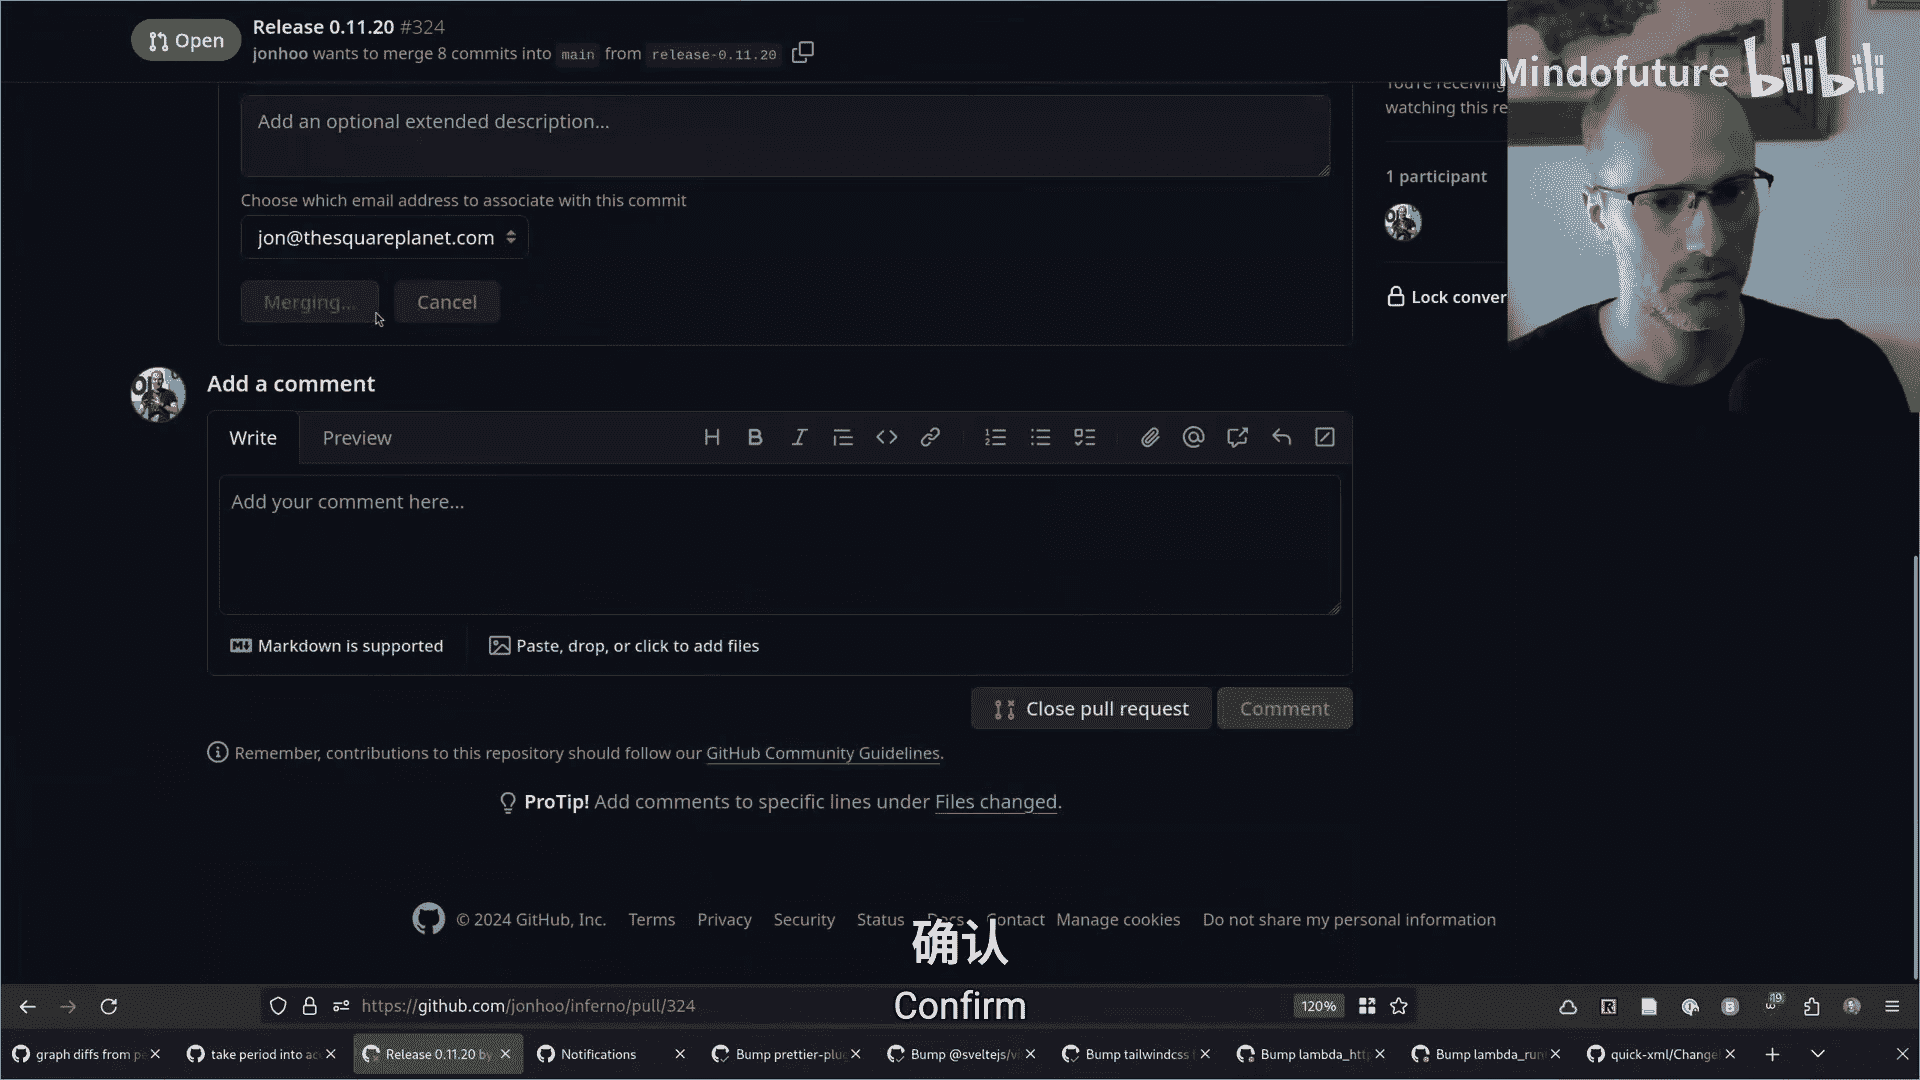 Open
Release 0.11.20 #324
jonhoo wants to merge 8 commits into main from release-0.11.20
Mindofuture bilibili
watching this re
Add an optional extended description...
Choose which email address to associate with this commit
1 participant
jon@thesquareplanet.com
Merging...
Cancel
Lock conver
Add a comment
Write
Preview
Add your comment here...
Markdown is supported
Paste, drop, or click to add files
Close pull request
Comment
Remember, contributions to this repository should follow our GitHub Community Guidelines.
ProTip! Add comments to specific lines under Files changed.
© 2024 GitHub, Inc. Terms Privacy Security Status Docs Contact Manage cookies Do not share my personal information
确认
Confirm
https://github.com/jonhoo/inferno/pull/324
120%
19
graph diffs from p
take period into ac
Release 0.11.20 by
Notifications
Bump prettier-plu
Bump @sveltejs/vi
Bump tailwindcss
Bump lambda_htt
Bump lambda_run
quick-xml/Change